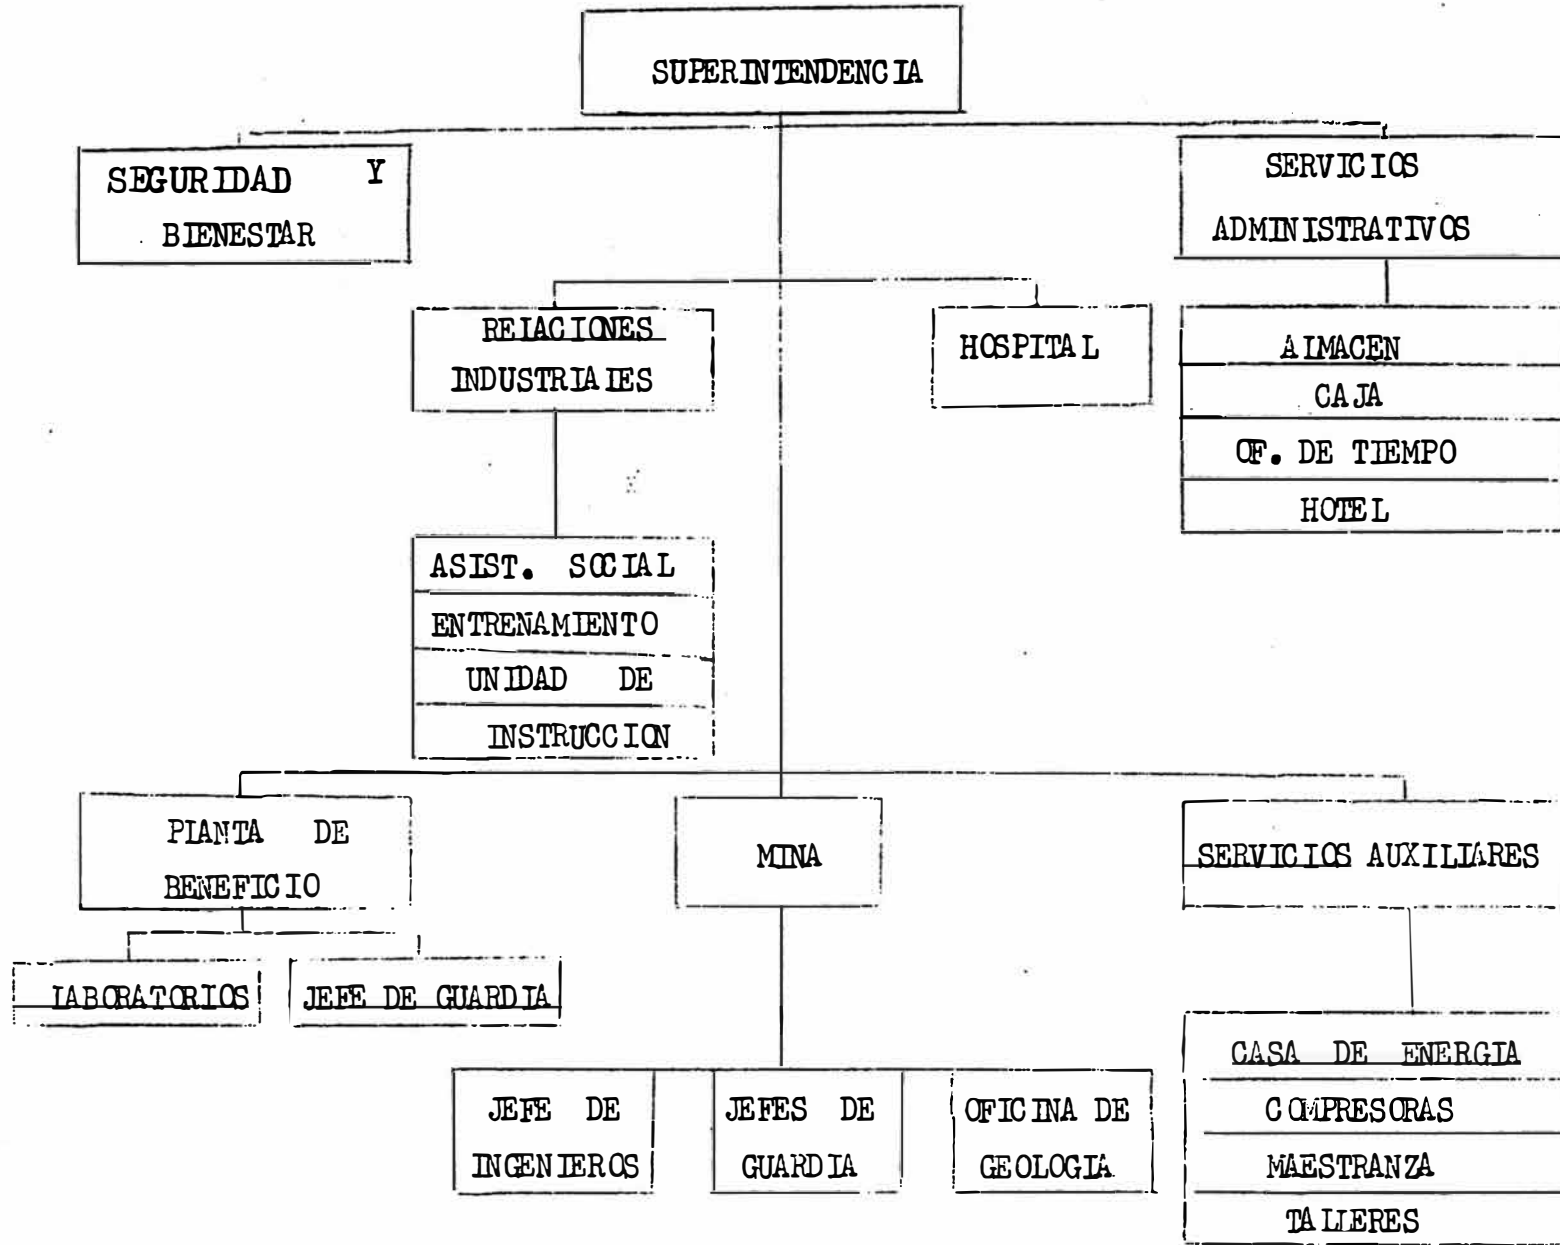 SUPERINTENDENCIA
SEGURIDAD Y
BIENESTAR
SERVICIOS
ADMINISTRATIVOS
RELACIONES
INDUSTRIALES
HOSPITAL
ALMACEN
CAJA
OF. DE TIEMPO
HOTEL
ASIST. SOCIAL
ENTRENAMIENTO
UNIDAD DE
INSTRUCCION
PLANTA DE
BENEFICIO
MINA
SERVICIOS AUXILIARES
LABORATORIOS
JEFE DE GUARDIA
JEFE DE
INGENIEROS
JEFES DE
GUARDIA
OFICINA DE
GEOLOGIA
CASA DE ENERGIA
COMPRESORAS
MAESTRANZA
TALLERES